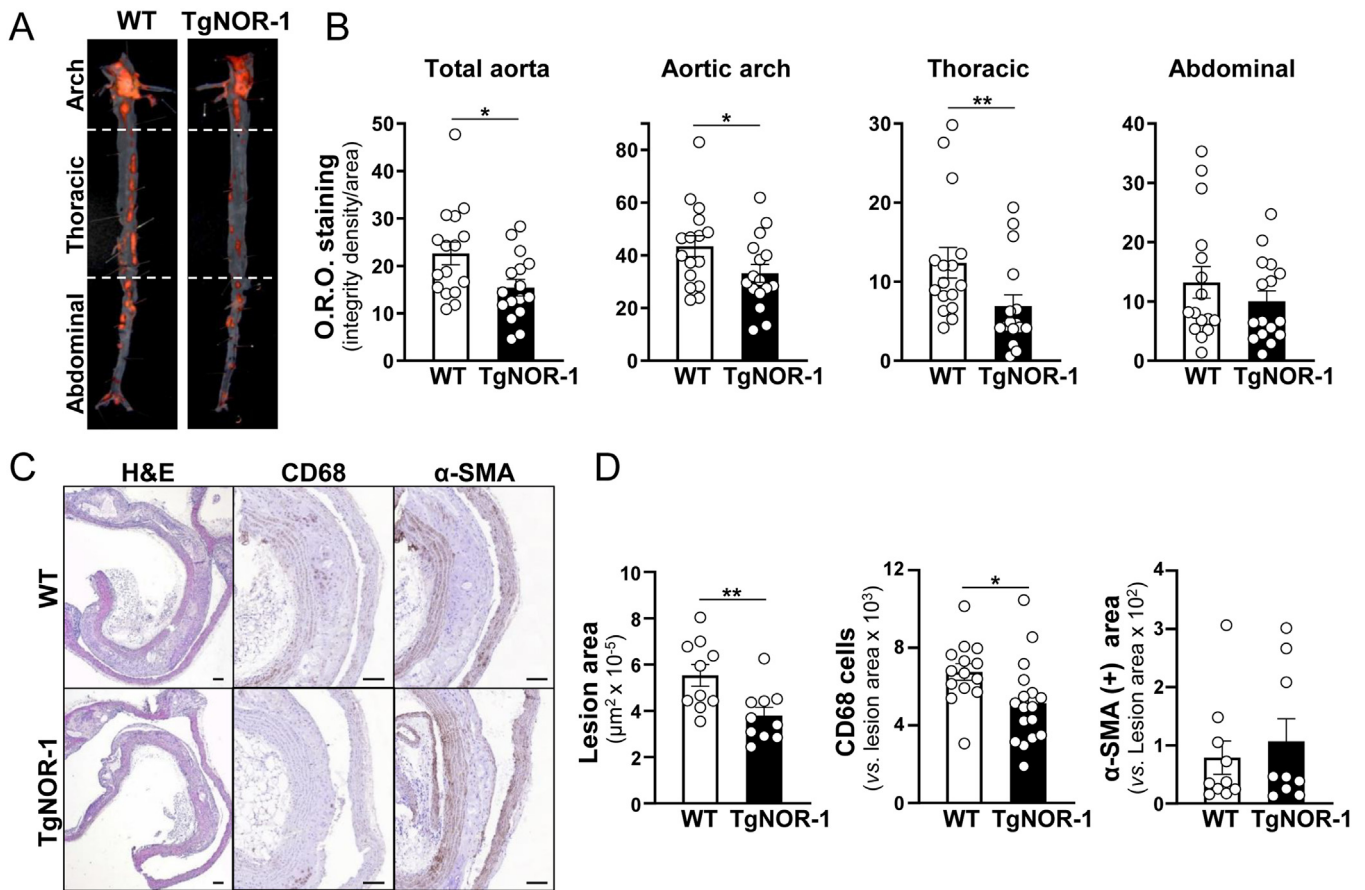 A
WT TgNOR-1
Arch
Thoracic
Abdominal
B
Total aorta
Aortic arch
Thoracic
Abdominal
O.R.O. staining
(integrity density/area)
*
50
40
30
20
10
0
WT TgNOR-1
*
80
60
40
20
0
WT TgNOR-1
**
30
20
10
0
WT TgNOR-1
40
30
20
10
0
WT TgNOR-1
C
H&E CD68 α-SMA
WT
TgNOR-1
D
Lesion area
(μm² x 10⁻⁵)
**
10
8
6
4
2
0
WT TgNOR-1
CD68 cells
(vs. lesion area x 10³)
*
12
8
4
0
WT TgNOR-1
α-SMA (+) area
(vs. Lesion area x 10²)
4
3
2
1
0
WT TgNOR-1